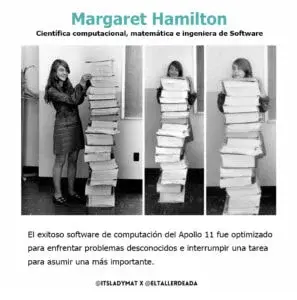 Margaret Hamilton
Científica computacional, matemática e ingeniera de Software
El exitoso software de computación del Apollo 11 fue optimizado
para enfrentar problemas desconocidos e interrumpir una tarea
para asumir una más importante.
@ITSLADYMAT X @ELTALLERDEADA